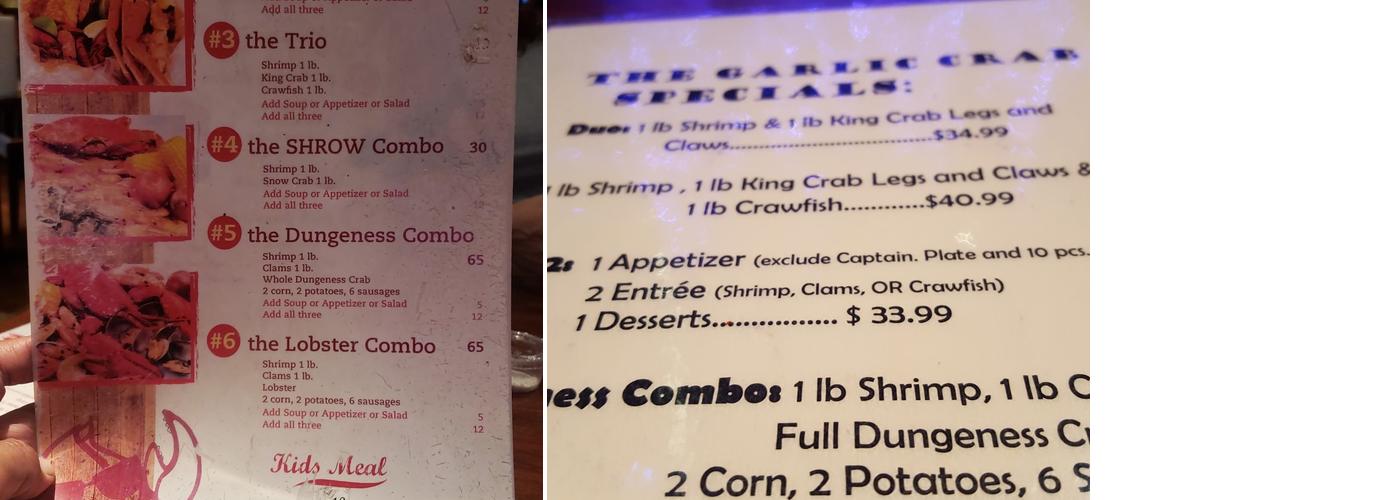 Add all three 12
#3 the Trio
Shrimp 1 lb.
King Crab 1 lb.
Crawfish 1 lb.
Add Soup or Appetizer or Salad
Add all three
#4 the SHROW Combo 30
Shrimp 1 lb.
Snow Crab 1 lb.
Add Soup or Appetizer or Salad
Add all three
#5 the Dungeness Combo
65
Shrimp 1 lb.
Clams 1 lb.
Whole Dungeness Crab
2 corn, 2 potatoes, 6 sausages
Add Soup or Appetizer or Salad 5
Add all three 12
#6 the Lobster Combo 65
Shrimp 1 lb.
Clams 1 lb.
Lobster
2 corn, 2 potatoes, 6 sausages
Add Soup or Appetizer or Salad 5
Add all three 12
Kids Meal
THE GARLIC CRAB
SPECIALS:
Duo: 1 lb Shrimp & 1 lb King Crab Legs and
Claws..................................$34.99
lb Shrimp , 1 lb King Crab Legs and Claws &
1 lb Crawfish............$40.99
2: 1 Appetizer (exclude Captain. Plate and 10 pcs.
2 Entrée (Shrimp, Clams, OR Crawfish)
1 Desserts................ $ 33.99
ess Combo: 1 lb Shrimp, 1 lb
Full Dungeness
2 Corn, 2 Potatoes, 6